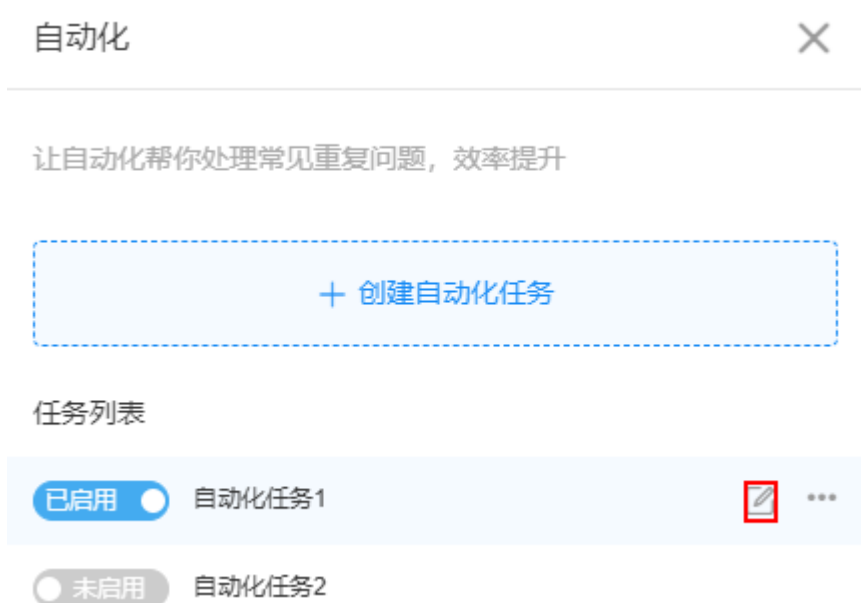 自动化
让自动化帮你处理常见重复问题，效率提升
+ 创建自动化任务
任务列表
已启用 自动化任务1
未启用 自动化任务2